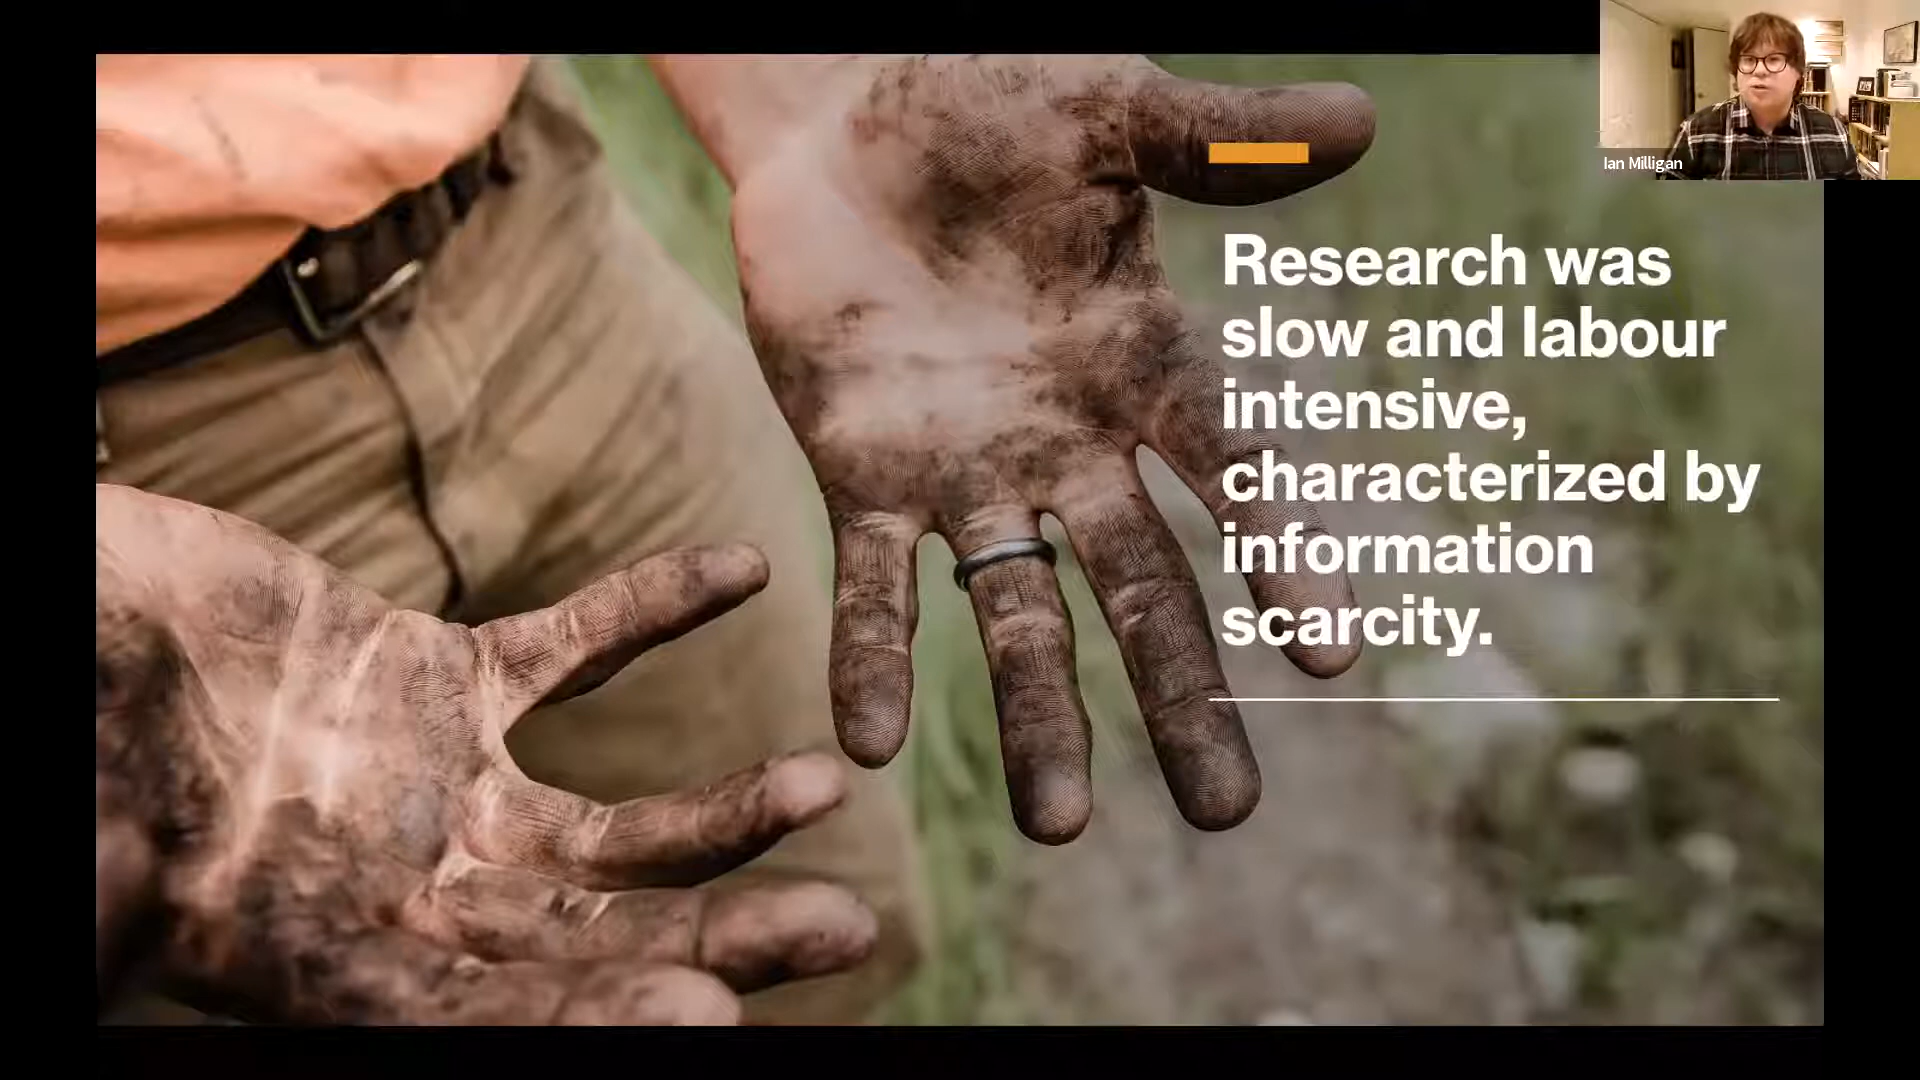 Ian Milligan
Research was
slow and labour
intensive,
characterized by
information
scarcity.